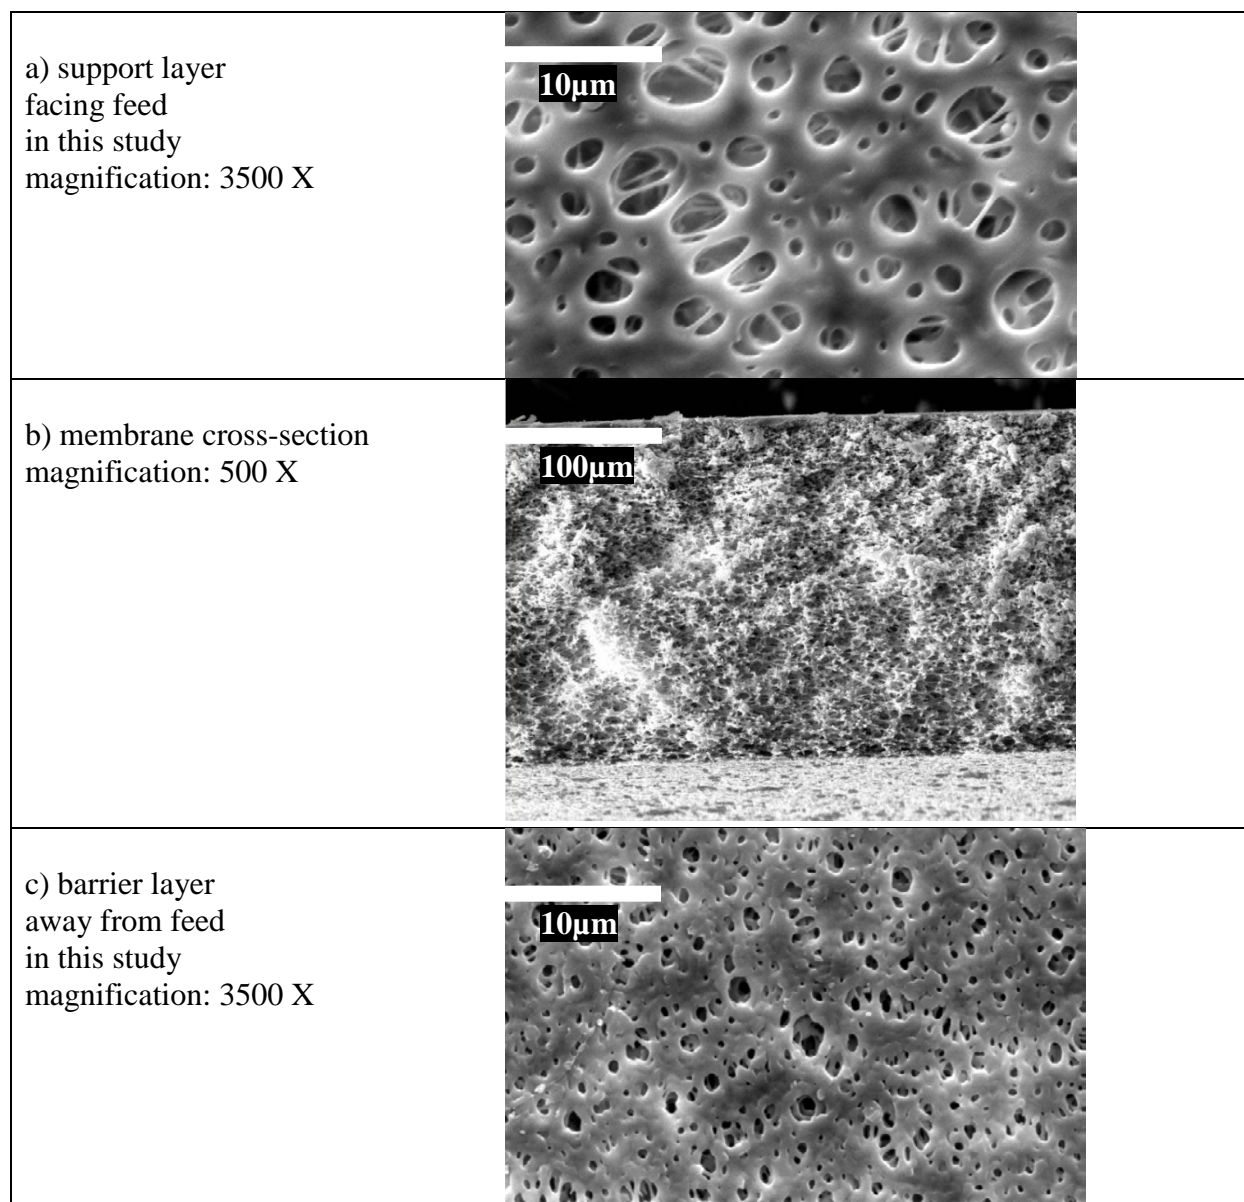 a) support layer
facing feed
in this study
magnification: 3500 X
10µm
b) membrane cross-section
magnification: 500 X
100µm
c) barrier layer
away from feed
in this study
magnification: 3500 X
10µm